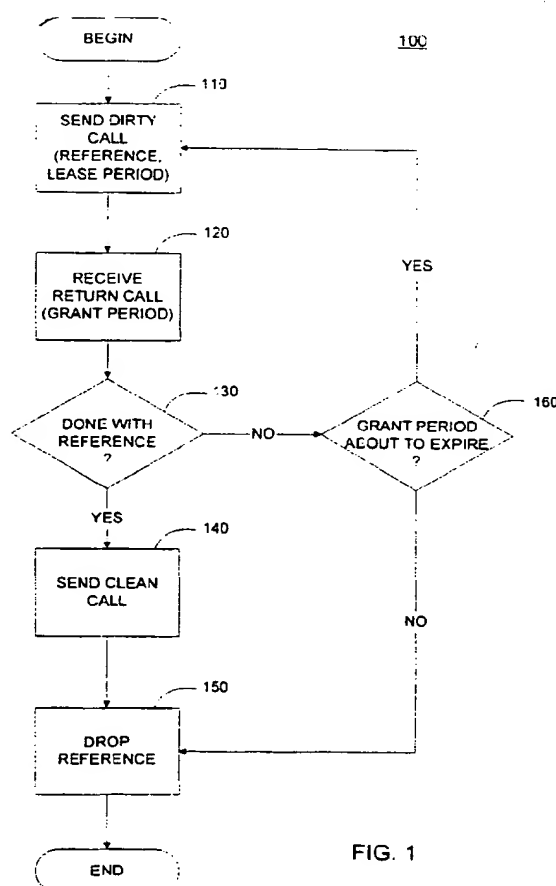 BEGIN
100
110
SEND DIRTY
CALL
(REFERENCE,
LEASE PERIOD)
120
RECEIVE
RETURN CALL
(GRANT PERIOD)
YES
130
DONE WITH
REFERENCE
?
NO
160
GRANT PERIOD
ABOUT TO EXPIRE
?
YES
140
SEND CLEAN
CALL
NO
150
DROP
REFERENCE
END
FIG. 1